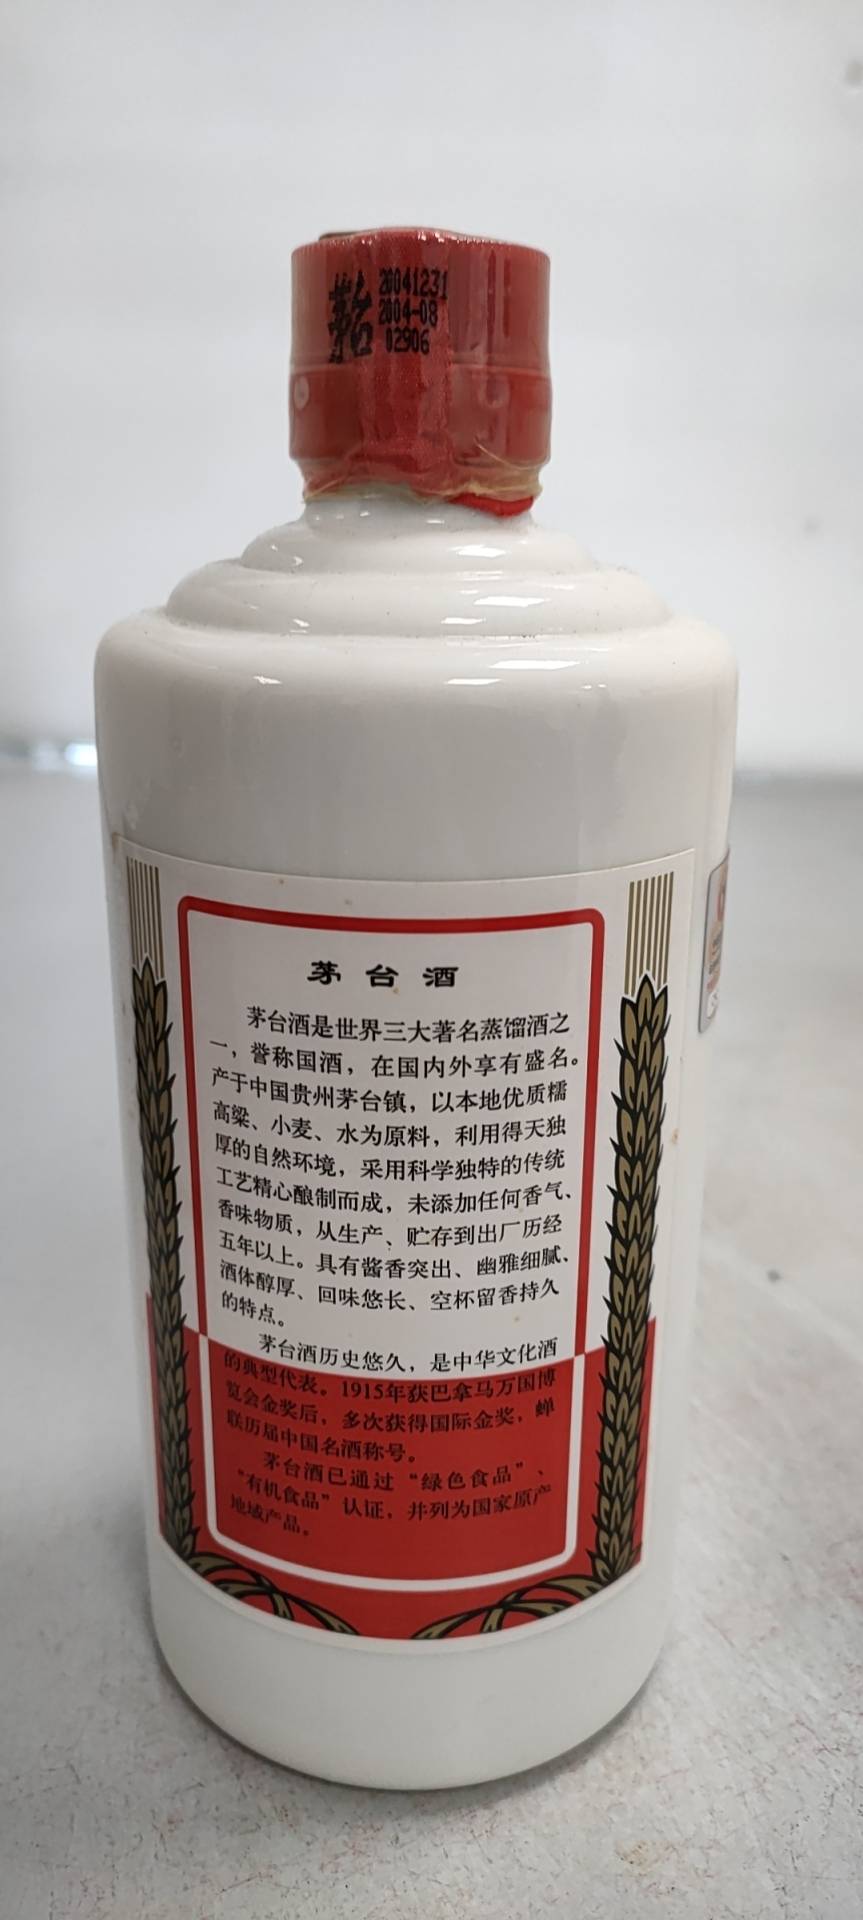 茅台
20041231
2004-08
02906
茅台酒
茅台酒是世界三大著名蒸馏酒之
一，誉称国酒，在国内外享有盛名。
产于中国贵州茅台镇，以本地优质糯
高粱、小麦、水为原料，利用得天独
厚的自然环境，采用科学独特的传统
工艺精心酿制而成，未添加任何香气、
香味物质，从生产、贮存到出厂历经
五年以上。具有酱香突出、幽雅细腻、
酒体醇厚、回味悠长、空杯留香持久
的特点。
茅台酒历史悠久，是中华文化酒
的典型代表。1915年获巴拿马万国博
览会金奖后，多次获得国际金奖，蝉
联历届中国名酒称号。
茅台酒已通过“绿色食品”、
“有机食品”认证，并列为国家原产
地域产品。